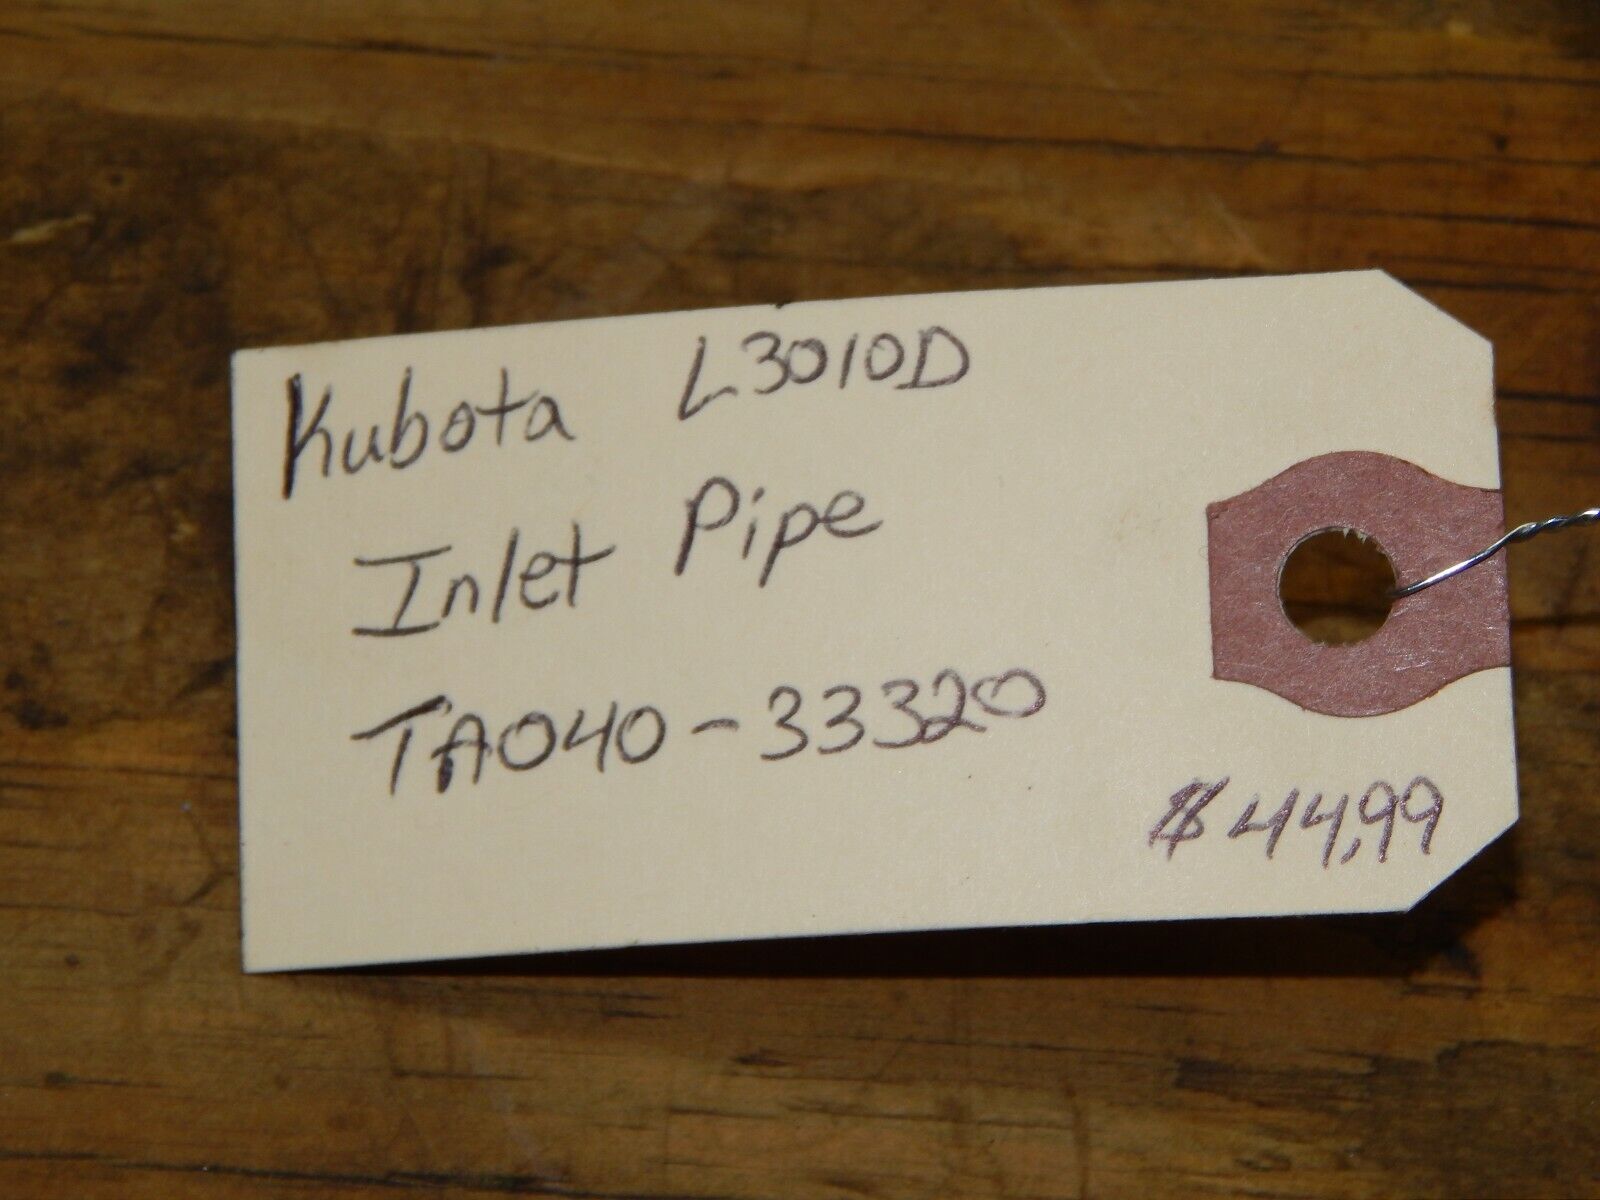 Kubota L3010D
Inlet Pipe
TA040-33320
$44,99